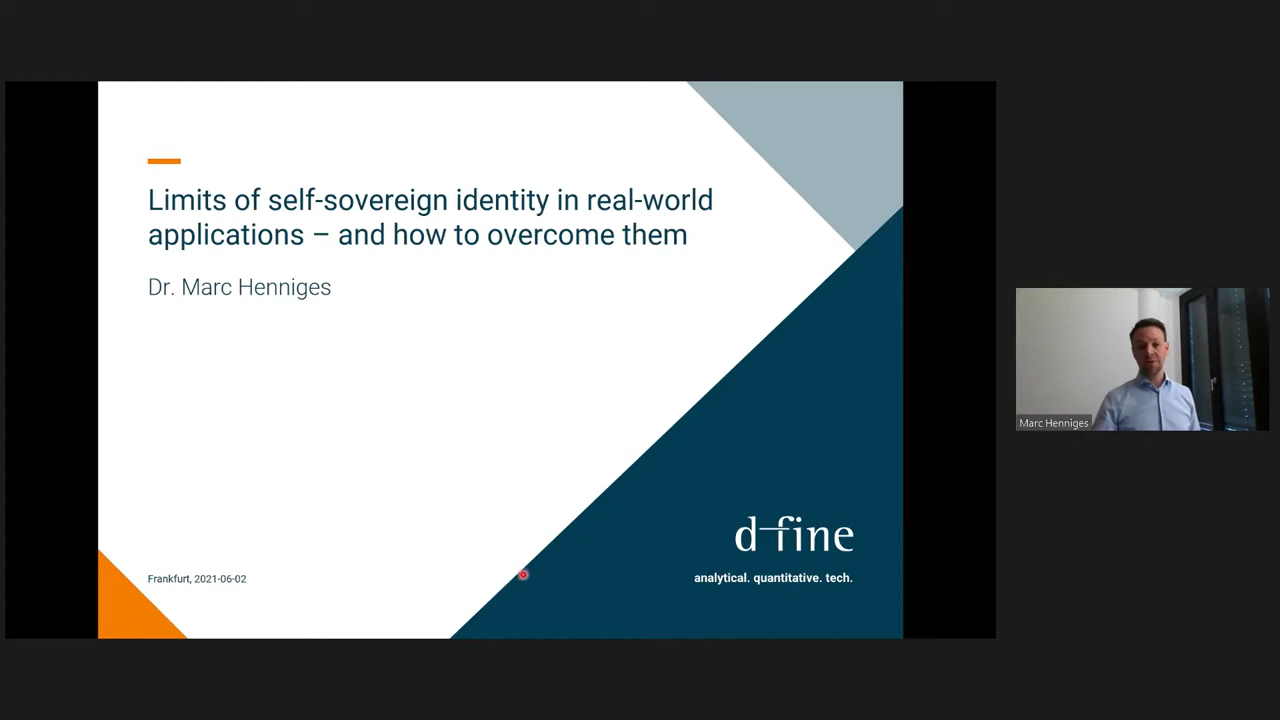 Limits of self-sovereign identity in real-world
applications – and how to overcome them
Dr. Marc Henniges
Marc Henniges
d-fine
Frankfurt, 2021-06-02
analytical. quantitative. tech.